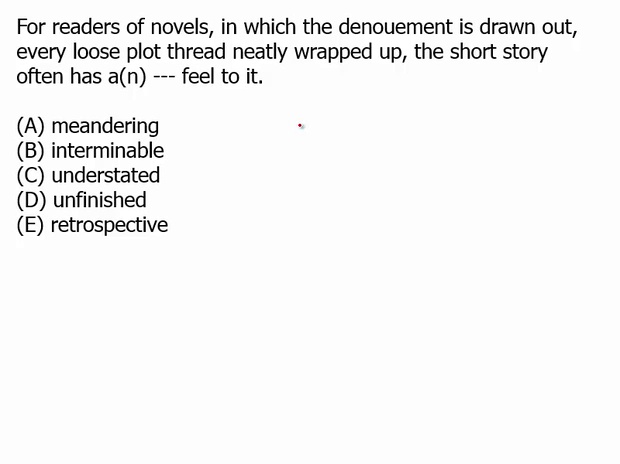 For readers of novels, in which the denouement is drawn out,
every loose plot thread neatly wrapped up, the short story
often has a(n) --- feel to it.
(A) meandering
(B) interminable
(C) understated
(D) unfinished
(E) retrospective